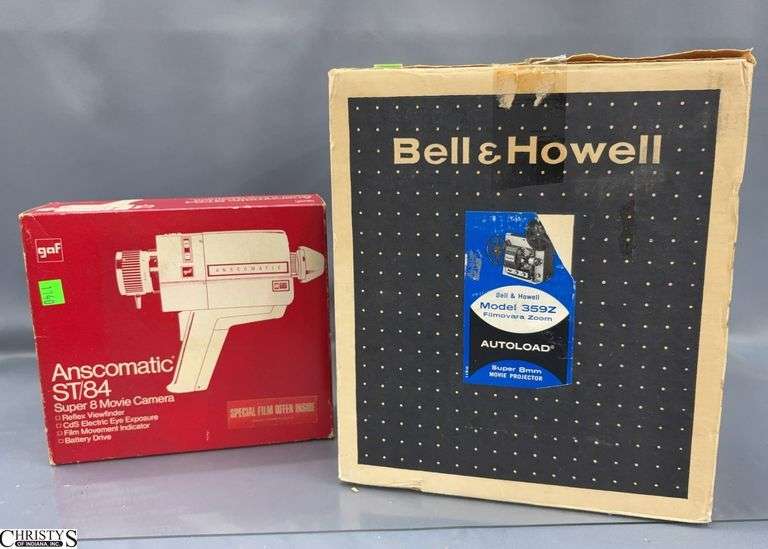 gaf
1140
ANSCOMATIC
Anscomatic®
ST/84
Super 8 Movie Camera
□ Reflex Viewfinder
□ CdS Electric Eye Exposure
□ Film Movement Indicator
□ Battery Drive
SPECIAL FILM OFFER INSIDE
Bell & Howell
Bell & Howell
Model 359Z
Filmovara Zoom
AUTOLOAD®
Super 8mm
MOVIE PROJECTOR
CHRISTY'S
OF INDIANA, INC.